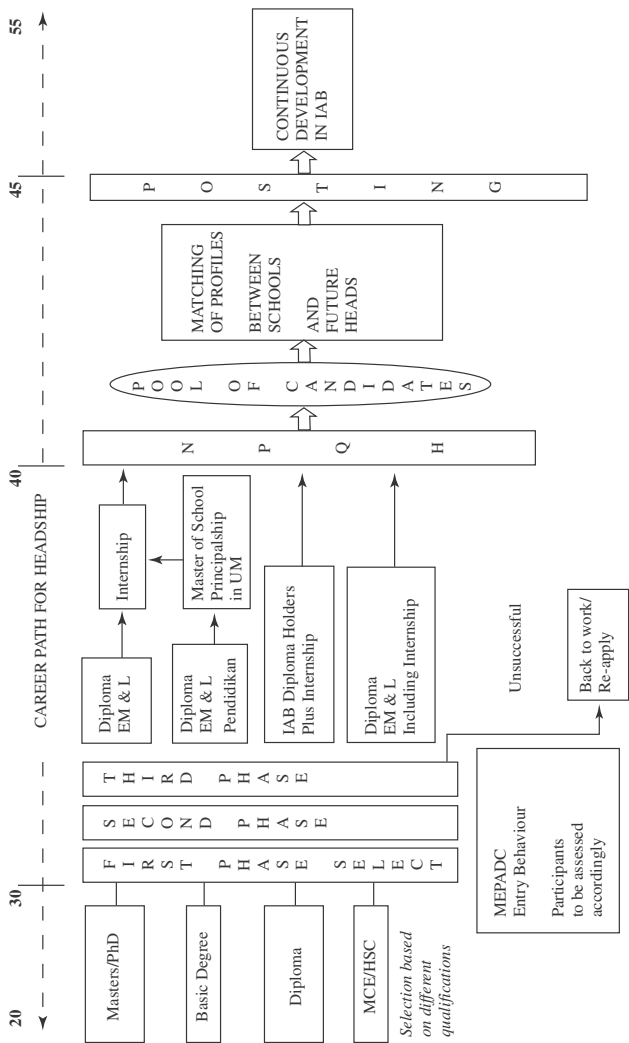 CAREER PATH FOR HEADSHIP
20
30
40
45
55
Masters/PhD
Basic Degree
Diploma
MCE/HSC
Selection based
on different
qualifications
FIRST PHASE SELECT
SECOND PHASE
THIRD PHASE
MEPADC
Entry Behaviour
Participants
to be assessed
accordingly
Diploma
EM & L
Diploma
EM & L
Pendidikan
IAB Diploma Holders
Plus Internship
Diploma
EM & L
Including Internship
Unsuccessful
Back to work/
Re-apply
Internship
Master of School
Principalship
in UM
NPQH
POOL OF CANDIDATES
MATCHING
OF PROFILES
BETWEEN
SCHOOLS
AND
FUTURE
HEADS
POSTING
CONTINUOUS
DEVELOPMENT
IN IAB